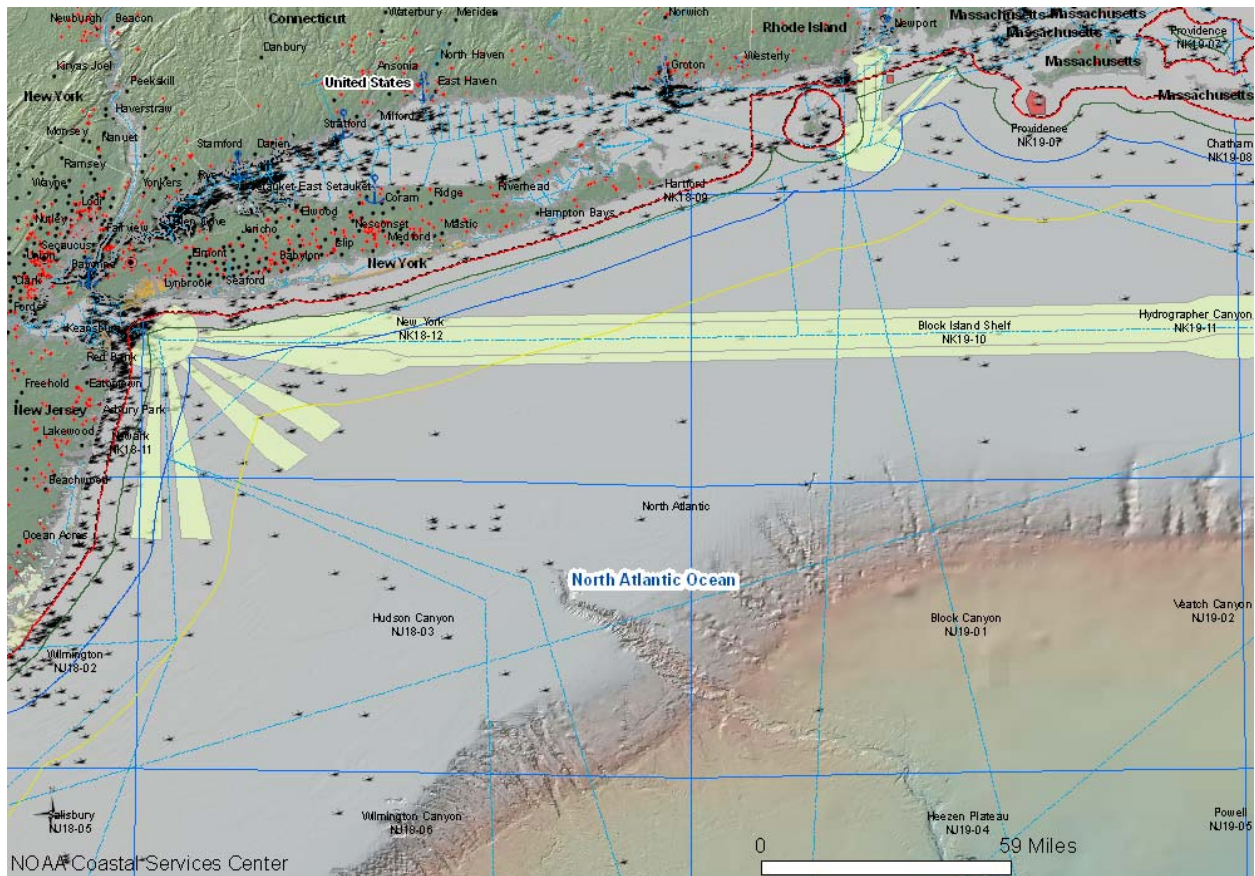 Newburgh
Beacon
Connecticut
Waterbury
Meriden
Norwich
Rhode Island
Newport
Massachusetts
Massachusetts
Massachusetts
Providence
NK19-02
Danbury
North Haven
Ansonia
East Haven
Groton
Westerly
Massachusetts
Kiryas Joel
Peekskill
United States
New York
Haverstraw
Stratford
Milford
Massachusetts
Monsey
Nanuet
Stamford
Darien
Providence
NK19-07
Chatham
NK19-08
Ramsey
Wayne
Yonkers
Rye
Setauket-East Setauket
Coram
Ridge
Riverhead
Hartford
NK18-09
Lodi
Nutley
Fairview
Elwood
Nesconset
Mastic
Hampton Bays
Secaucus
Union
Jericho
Islip
Medford
Bayonne
Elmont
Babylon
New York
Clark
Lynbrook
Seaford
Fords
Keansburg
New York
NK18-12
Block Island Shelf
NK19-10
Hydrographer Canyon
NK19-11
Red Bank
Freehold
Eatontown
New Jersey
Asbury Park
Lakewood
Newark
NK18-11
Beachwood
North Atlantic
Ocean Acres
North Atlantic Ocean
Hudson Canyon
NJ18-03
Block Canyon
NJ19-01
Veatch Canyon
NJ19-02
Wilmington
NJ18-02
Salisbury
NJ18-05
Wilmington Canyon
NJ18-06
Heezen Plateau
NJ19-04
Powell
NJ19-05
0
59 Miles
NOAA Coastal Services Center